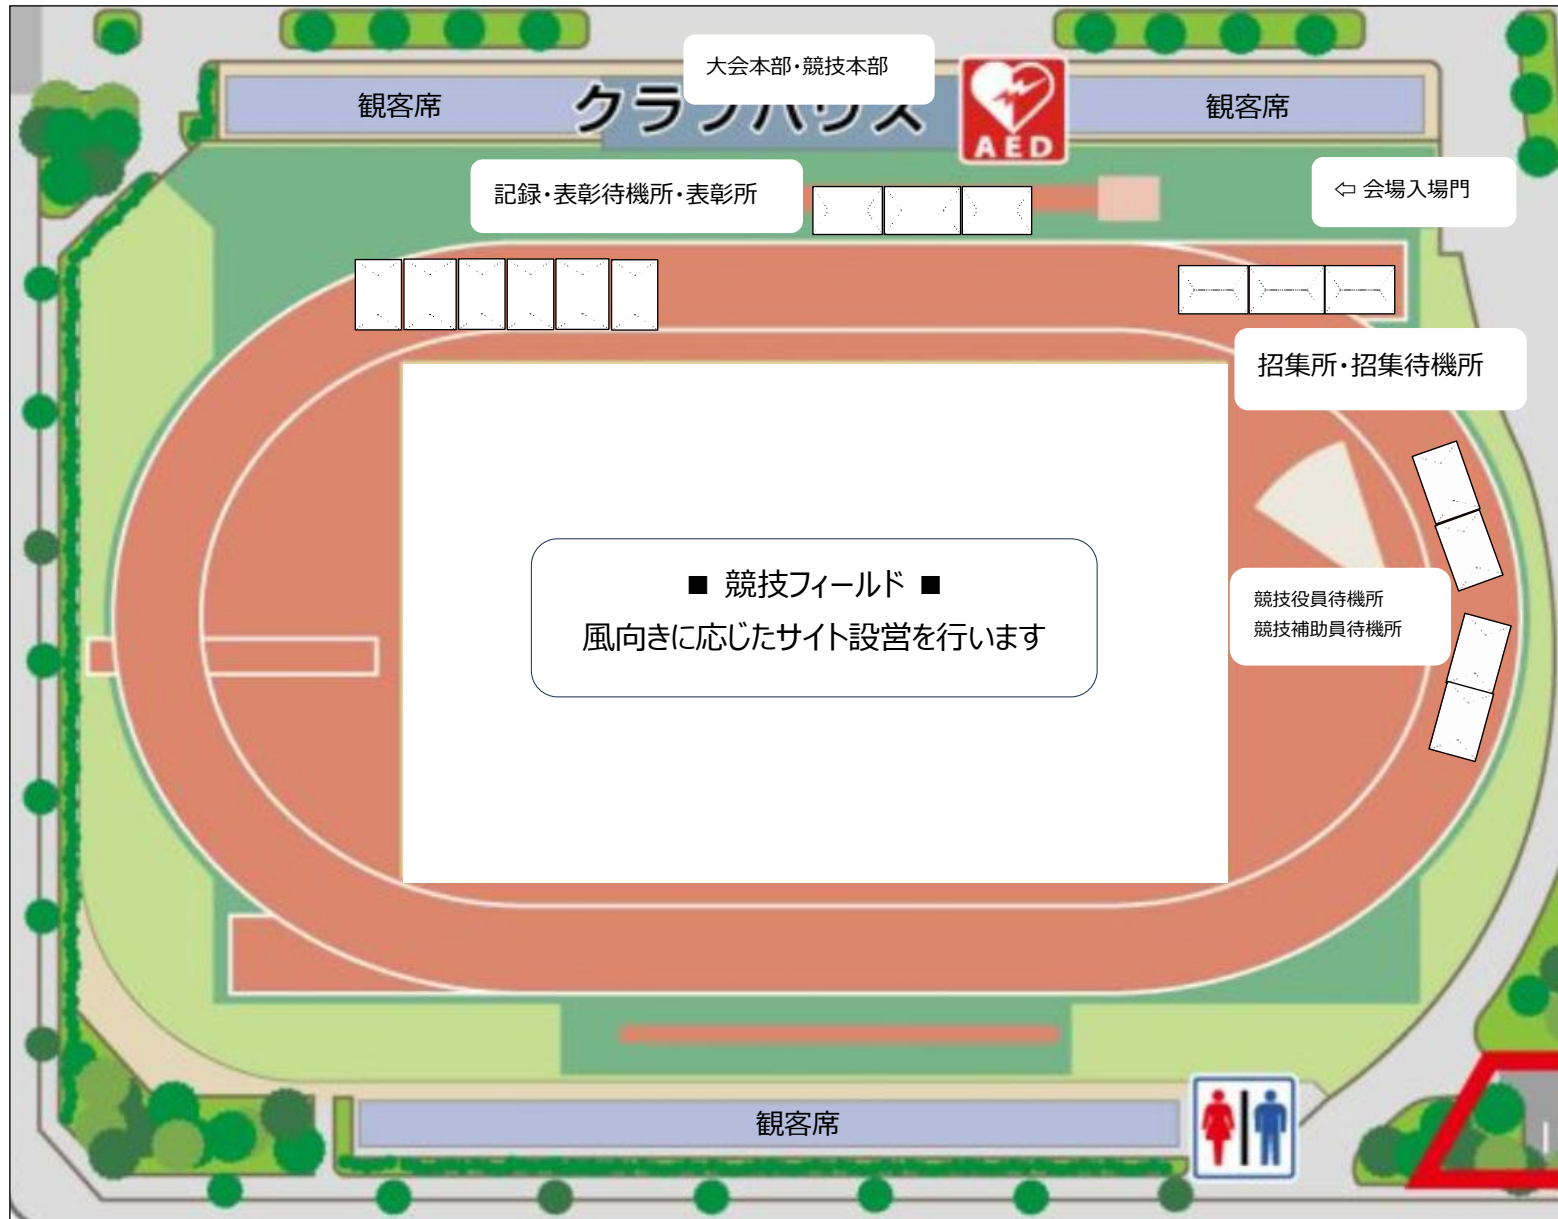 大会本部・競技本部
観客席
クラブハウス
観客席
AED
記録・表彰待機所・表彰所
⇦ 会場入場門
招集所・招集待機所
■ 競技フィールド ■
風向きに応じたサイト設営を行います
競技役員待機所
競技補助員待機所
観客席